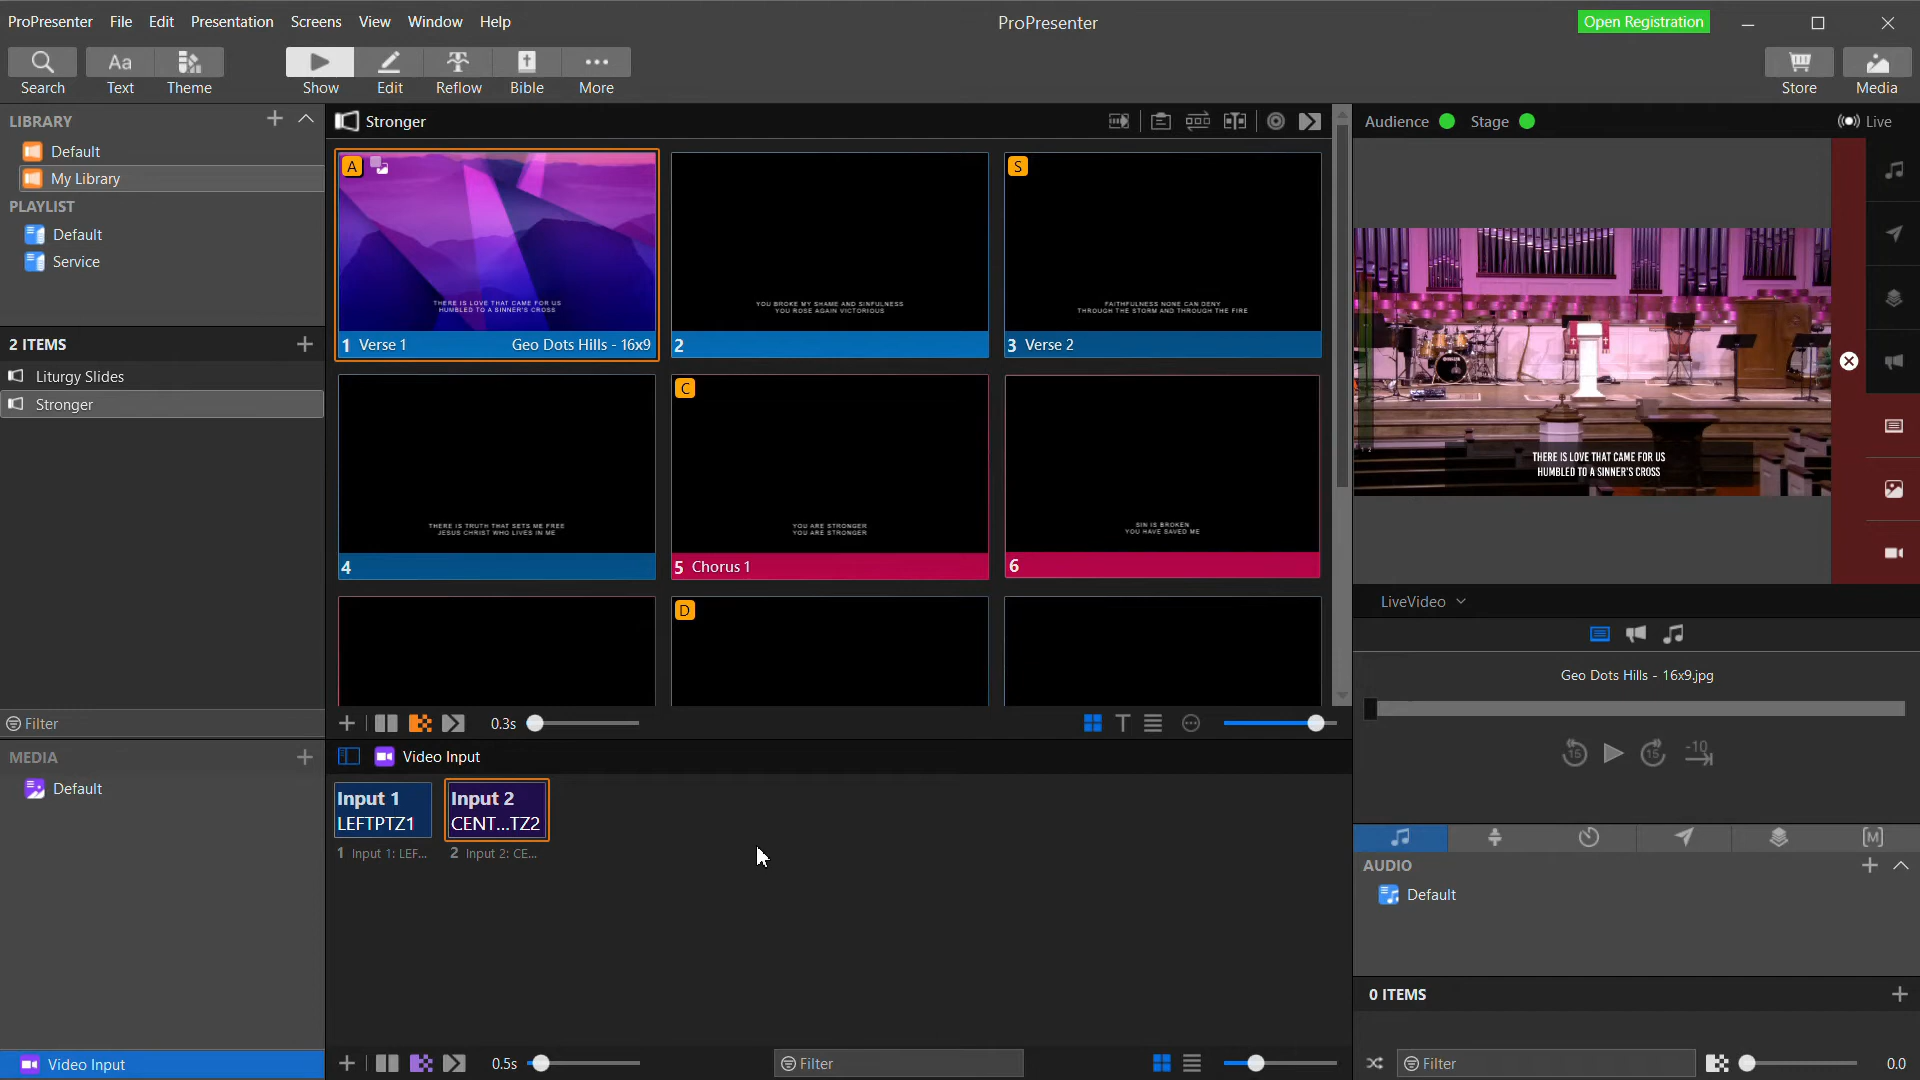 ProPresenter File Edit Presentation Screens View Window Help
ProPresenter
Open Registration
Aa
Search Text Theme Show Edit Reflow Bible More
Store Media
LIBRARY
Default
My Library
PLAYLIST
Default
Service
2 ITEMS
Liturgy Slides
Stronger
Filter
MEDIA
Default
Video Input
Stronger
A
THERE IS LOVE THAT CAME FOR US
HUMBLED TO A SINNER'S CROSS
1 Verse 1 Geo Dots Hills - 16x9
YOU BROKE MY SHAME AND SINFULNESS
YOU ROSE AGAIN VICTORIOUS
2
S
FAITHFULNESS NONE CAN DENY
THROUGH THE STORM AND THROUGH THE FIRE
3 Verse 2
THERE IS TRUTH THAT SETS ME FREE
JESUS CHRIST WHO LIVES IN ME
4
C
YOU ARE STRONGER
YOU ARE STRONGER
5 Chorus 1
SIN IS BROKEN
YOU HAVE SAVED ME
6
D
0.3s
T
Video Input
Input 1
LEFTPTZ1
1 Input 1: LEF...
Input 2
CENT...TZ2
2 Input 2: CE...
0.5s
Filter
Audience Stage
Live
THERE IS LOVE THAT CAME FOR US
HUMBLED TO A SINNER'S CROSS
LiveVideo
Geo Dots Hills - 16x9.jpg
15 15 -10
[M]
AUDIO
Default
0 ITEMS
Filter
0.0